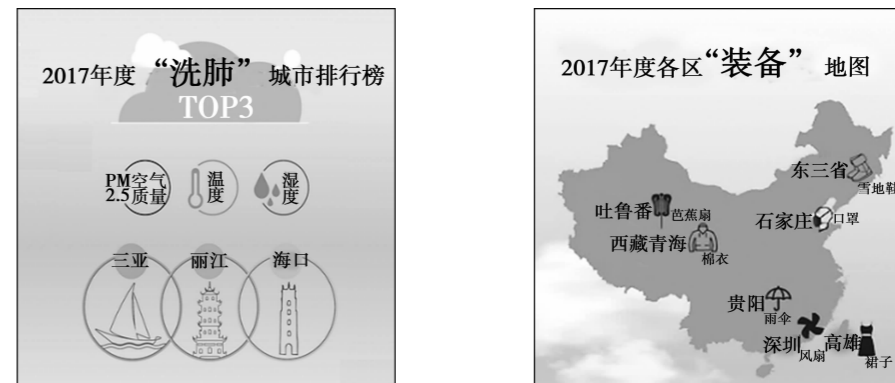 2017年度“洗肺”城市排行榜
TOP3
PM2.5空气质量
温度
湿度
三亚 丽江 海口
2017年度各区“装备”地图
东三省
吐鲁番 芭蕉扇
石家庄 口罩
西藏青海
棉衣
贵阳
雨伞
深圳 高雄
风扇 裙子